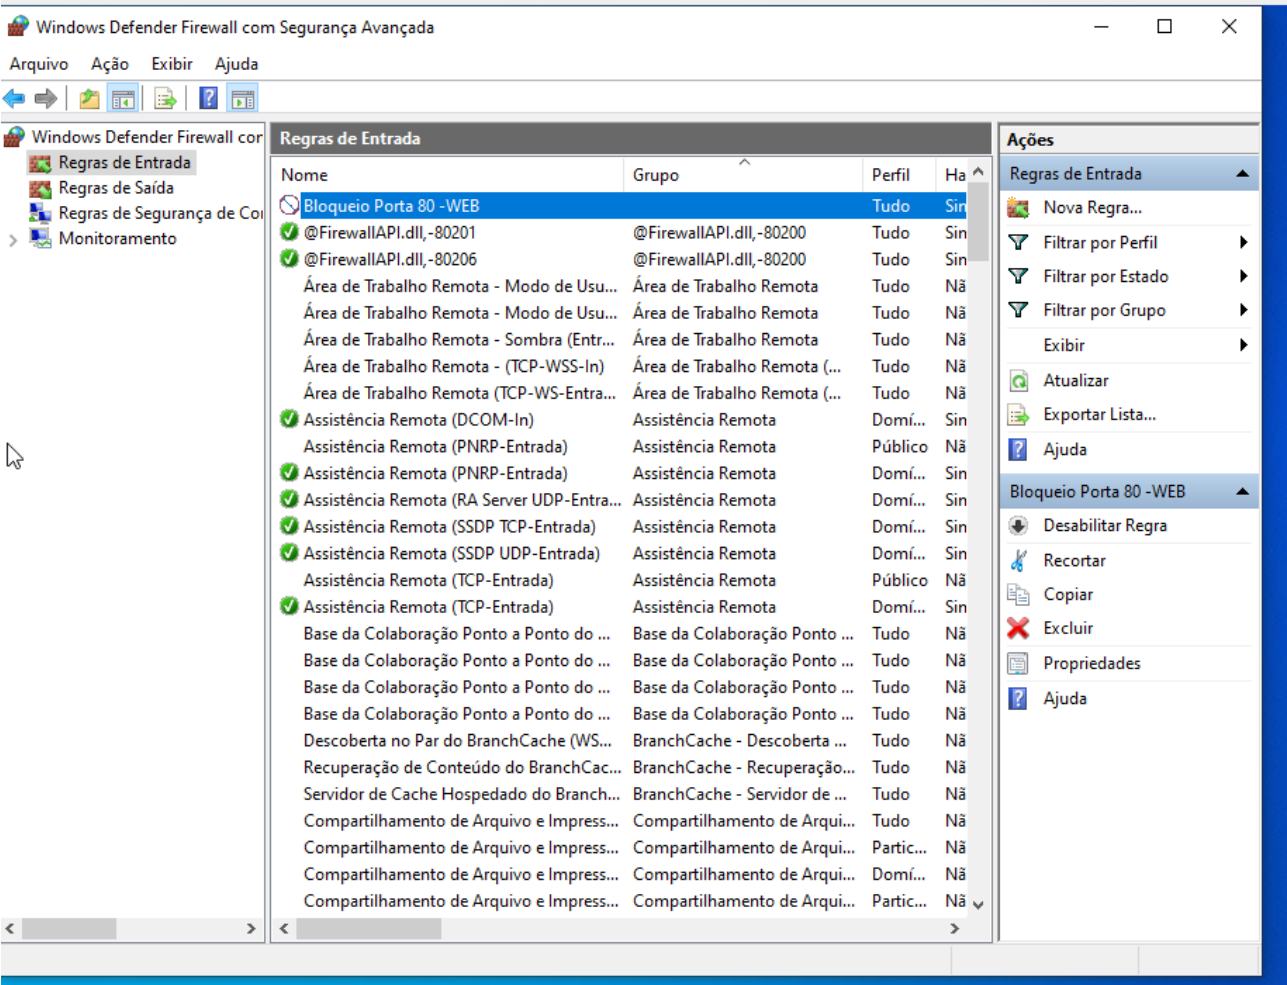 Windows Defender Firewall com Segurança Avançada
Arquivo Ação Exibir Ajuda
Windows Defender Firewall cor
Regras de Entrada
Regras de Saída
Regras de Segurança de Co
Monitoramento
Regras de Entrada
Nome Grupo Perfil Ha
Bloqueio Porta 80 -WEB Tudo Sin
@FirewallAPI.dll,-80201 @FirewallAPI.dll,-80200 Tudo Sin
@FirewallAPI.dll,-80206 @FirewallAPI.dll,-80200 Tudo Sin
Área de Trabalho Remota - Modo de Usu... Área de Trabalho Remota Tudo Nã
Área de Trabalho Remota - Modo de Usu... Área de Trabalho Remota Tudo Nã
Área de Trabalho Remota - Sombra (Entr... Área de Trabalho Remota Tudo Nã
Área de Trabalho Remota - (TCP-WSS-In) Área de Trabalho Remota (... Tudo Nã
Área de Trabalho Remota (TCP-WS-Entra... Área de Trabalho Remota (... Tudo Nã
Assistência Remota (DCOM-In) Assistência Remota Domí... Sin
Assistência Remota (PNRP-Entrada) Assistência Remota Público Nã
Assistência Remota (PNRP-Entrada) Assistência Remota Domí... Sin
Assistência Remota (RA Server UDP-Entra... Assistência Remota Domí... Sin
Assistência Remota (SSDP TCP-Entrada) Assistência Remota Domí... Sin
Assistência Remota (SSDP UDP-Entrada) Assistência Remota Domí... Sin
Assistência Remota (TCP-Entrada) Assistência Remota Público Nã
Assistência Remota (TCP-Entrada) Assistência Remota Domí... Sin
Base da Colaboração Ponto a Ponto do ... Base da Colaboração Ponto ... Tudo Nã
Base da Colaboração Ponto a Ponto do ... Base da Colaboração Ponto ... Tudo Nã
Base da Colaboração Ponto a Ponto do ... Base da Colaboração Ponto ... Tudo Nã
Base da Colaboração Ponto a Ponto do ... Base da Colaboração Ponto ... Tudo Nã
Descoberta no Par do BranchCache (WS... BranchCache - Descoberta ... Tudo Nã
Recuperação de Conteúdo do BranchCac... BranchCache - Recuperação... Tudo Nã
Servidor de Cache Hospedado do Branch... BranchCache - Servidor de ... Tudo Nã
Compartilhamento de Arquivo e Impress... Compartilhamento de Arqui... Tudo Nã
Compartilhamento de Arquivo e Impress... Compartilhamento de Arqui... Partic... Nã
Compartilhamento de Arquivo e Impress... Compartilhamento de Arqui... Domí... Nã
Compartilhamento de Arquivo e Impress... Compartilhamento de Arqui... Partic... Nã
Ações
Regras de Entrada
Nova Regra...
Filtrar por Perfil
Filtrar por Estado
Filtrar por Grupo
Exibir
Atualizar
Exportar Lista...
Ajuda
Bloqueio Porta 80 -WEB
Desabilitar Regra
Recortar
Copiar
Excluir
Propriedades
Ajuda